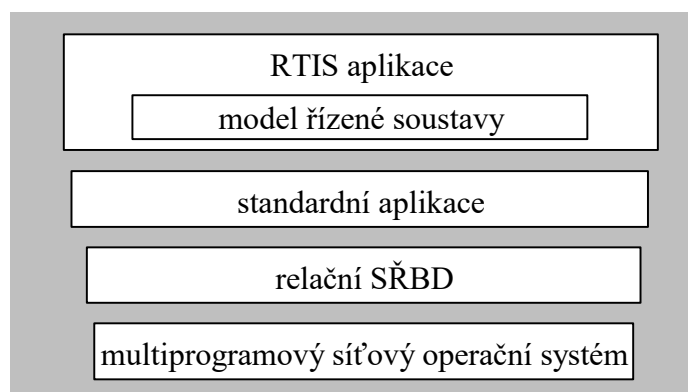 RTIS aplikace
model řízené soustavy
standardní aplikace
relační SŘBD
multiprogramový síťový operační systém